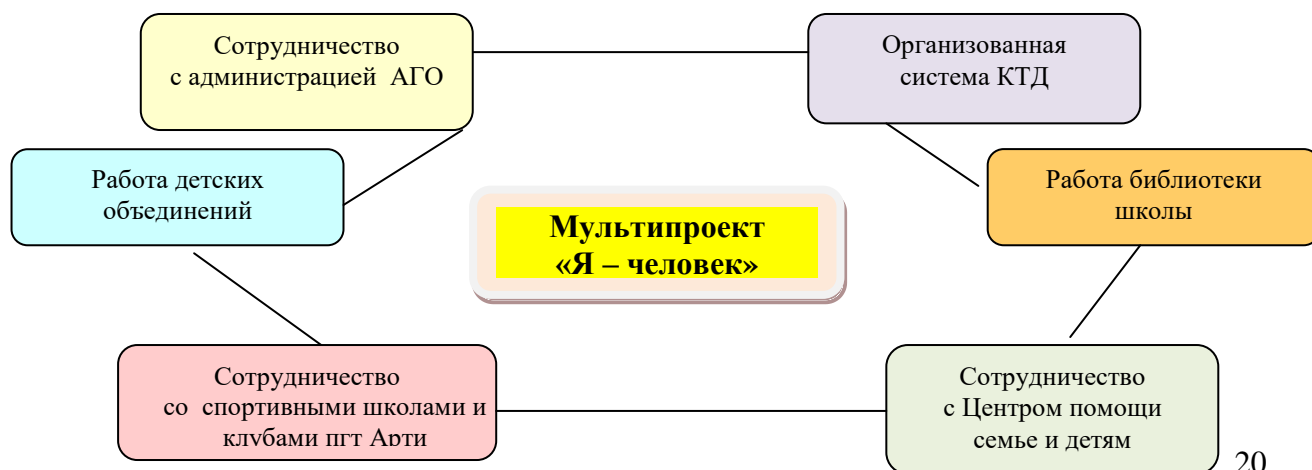 Сотрудничество
с администрацией АГО
Организованная
система КТД
Работа детских
объединений
Работа библиотеки
школы
Мультипроект
«Я – человек»
Сотрудничество
со спортивными школами и
клубами пгт Арти
Сотрудничество
с Центром помощи
семье и детям
20